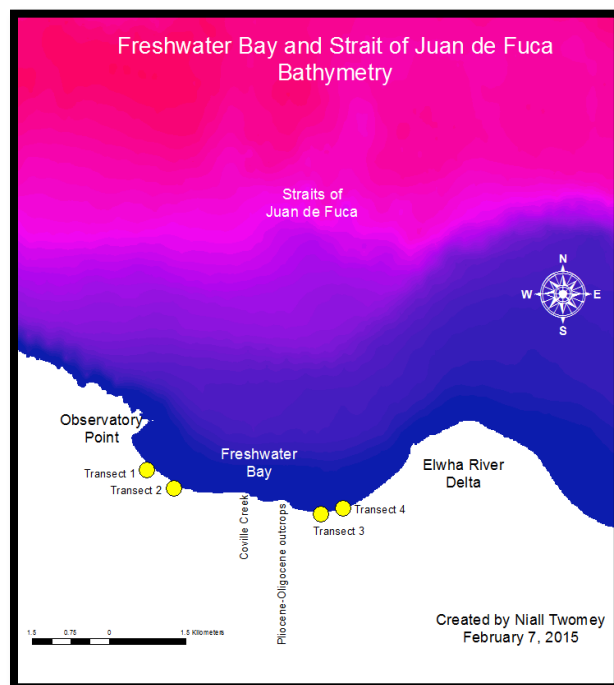 Freshwater Bay and Strait of Juan de Fuca
Bathymetry
Straits of
Juan de Fuca
N
W
E
S
Observatory
Point
Transect 1
Transect 2
Freshwater
Bay
Elwha River
Delta
Transect 4
Transect 3
Coville Creek
Pliocene-Oligocene outcrops
1.5 0.75 0 1.5 Kilometers
Created by Niall Twomey
February 7, 2015